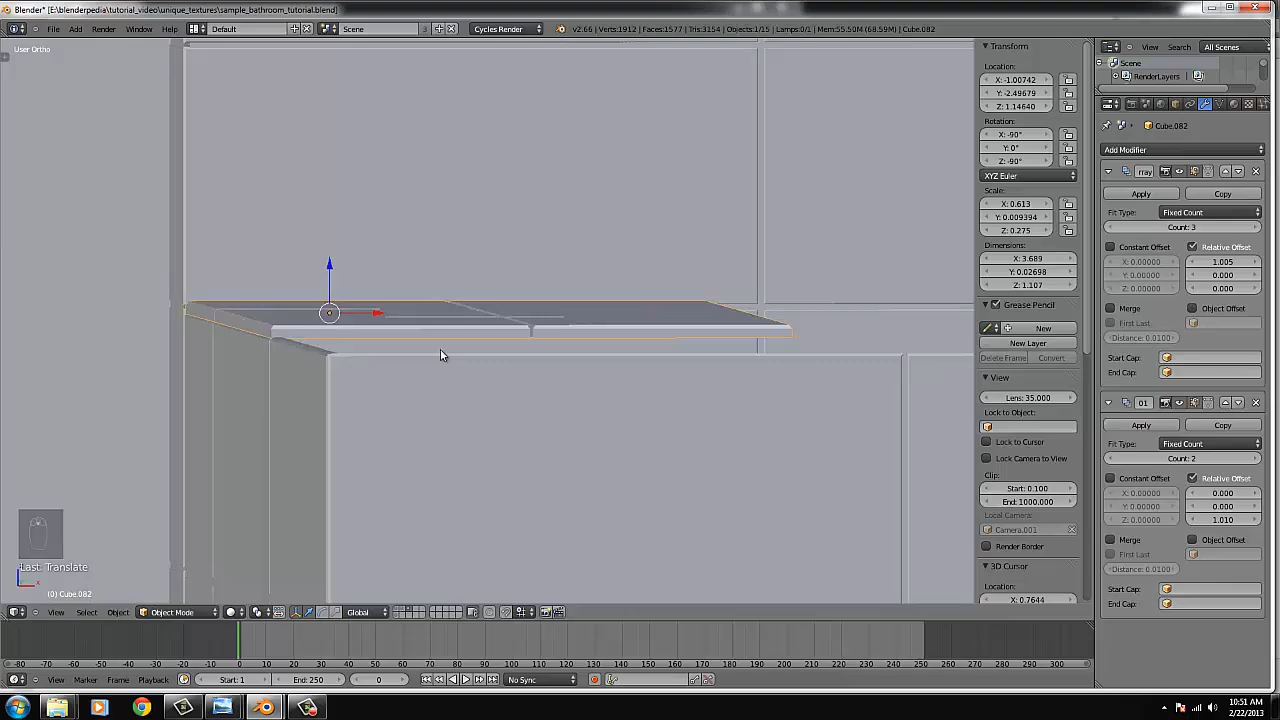 Blender* [E:\blenderpedia\tutorial_video\unique_textures\sample_bathroom_tutorial.blend]
File Add Render Window Help Default Scene 3 Cycles Render v2.66 | Verts:1912 | Faces:1577 | Tris:3154 | Objects:1/15 | Lamps:0/1 | Mem:55.50M (68.59M) | Cube.082
User Ortho
Transform
Location:
X: -1.00742
Y: -2.49679
Z: 1.14640
Rotation:
X: -90°
Y: 0°
Z: -90°
XYZ Euler
Scale:
X: 0.613
Y: 0.009394
Z: 0.275
Dimensions:
X: 3.689
Y: 0.02698
Z: 1.107
Grease Pencil
New
New Layer
Delete Frame Convert
View
Lens: 35.000
Lock to Object:
Lock to Cursor
Lock Camera to View
Clip:
Start: 0.100
End: 1000.000
Local Camera:
Camera.001
Render Border
3D Cursor
Location:
X: 0.7644
View Search All Scenes
Scene
RenderLayers
Cube.082
Add Modifier
rray
Apply Copy
Fit Type: Fixed Count
Count: 3
Constant Offset Relative Offset
X: 0.00000 1.005
Y: 0.00000 0.000
Z: 0.00000 0.000
Merge Object Offset
First Last
Distance: 0.0100
Start Cap:
End Cap:
01
Apply Copy
Fit Type: Fixed Count
Count: 2
Constant Offset Relative Offset
X: 0.00000 0.000
Y: 0.00000 0.000
Z: 0.00000 1.010
Merge Object Offset
First Last
Distance: 0.0100
Start Cap:
End Cap:
Last: Translate
(0) Cube.082
View Select Object Object Mode Global
-80 -70 -60 -50 -40 -30 -20 -10 0 10 20 30 40 50 60 70 80 90 100 110 120 130 140 150 160 170 180 190 200 210 220 230 240 250 260 270 280 290 300
View Marker Frame Playback Start: 1 End: 250 0 No Sync
10:51 AM
2/22/2013